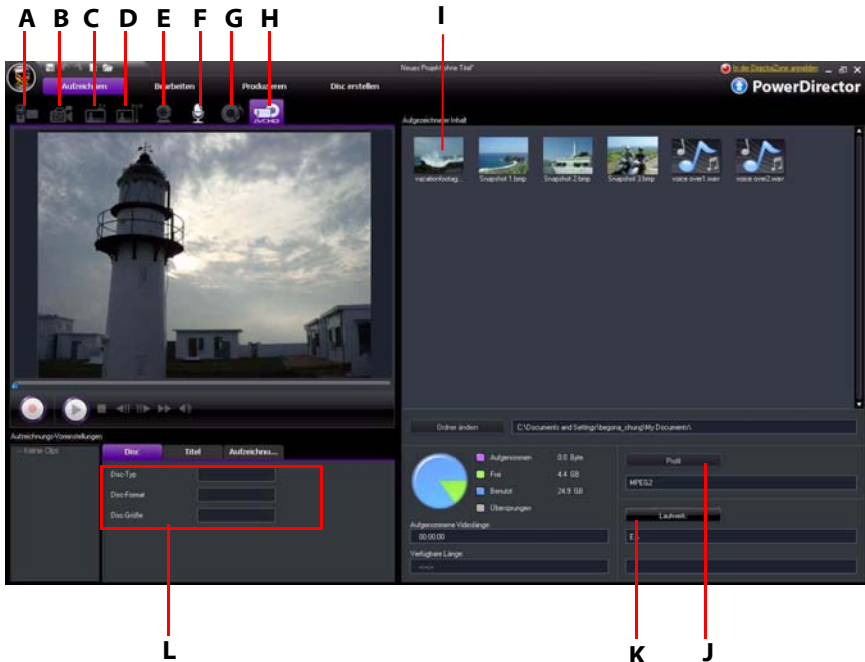 A B C D E F G H I
Neues Projekt (ohne Titel)*
In der DirectorZone anmelden
Aufzeichnen Bearbeiten Produzieren Disc erstellen
PowerDirector
AVCHD
Aufgezeichneter Inhalt
vacationfootag... Snapshot 1.bmp Snapshot 2.bmp Snapshot 3.bmp voice over1.wav voice over2.wav
Ordner ändern C:\Documents and Settings\begona_chung\My Documents\
Aufzeichnungs-Voreinstellungen
-- Keine Clips
Disc Titel Aufzeichnu...
Disc-Typ
Disc-Format
Disc-Größe
Aufgenommen 0.0 Byte
Frei 4.4 GB
Benutzt 24.9 GB
Übersprungen
Aufgenommene Videolänge:
00:00:00
Verfügbare Länge:
--:--:--
Profil
MPEG2
Laufwerk:
L K J